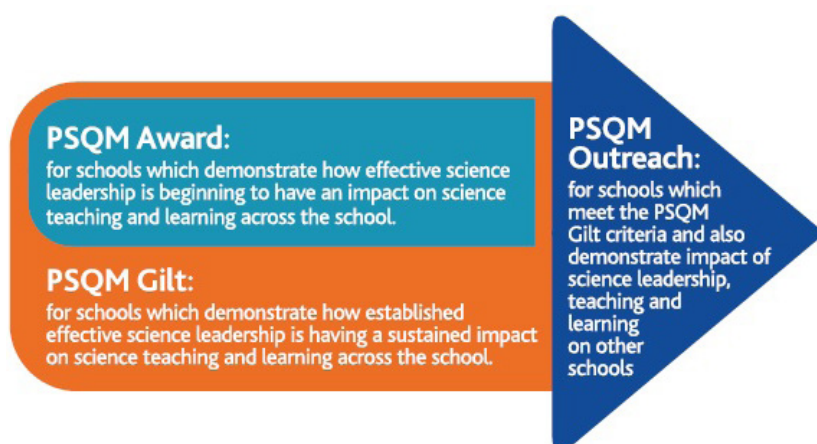 PSQM Award:
for schools which demonstrate how effective science
leadership is beginning to have an impact on science
teaching and learning across the school.
PSQM Gilt:
for schools which demonstrate how established
effective science leadership is having a sustained impact
on science teaching and learning across the school.
PSQM
Outreach:
for schools which
meet the PSQM
Gilt criteria and also
demonstrate impact of
science leadership,
teaching and
learning
on other
schools